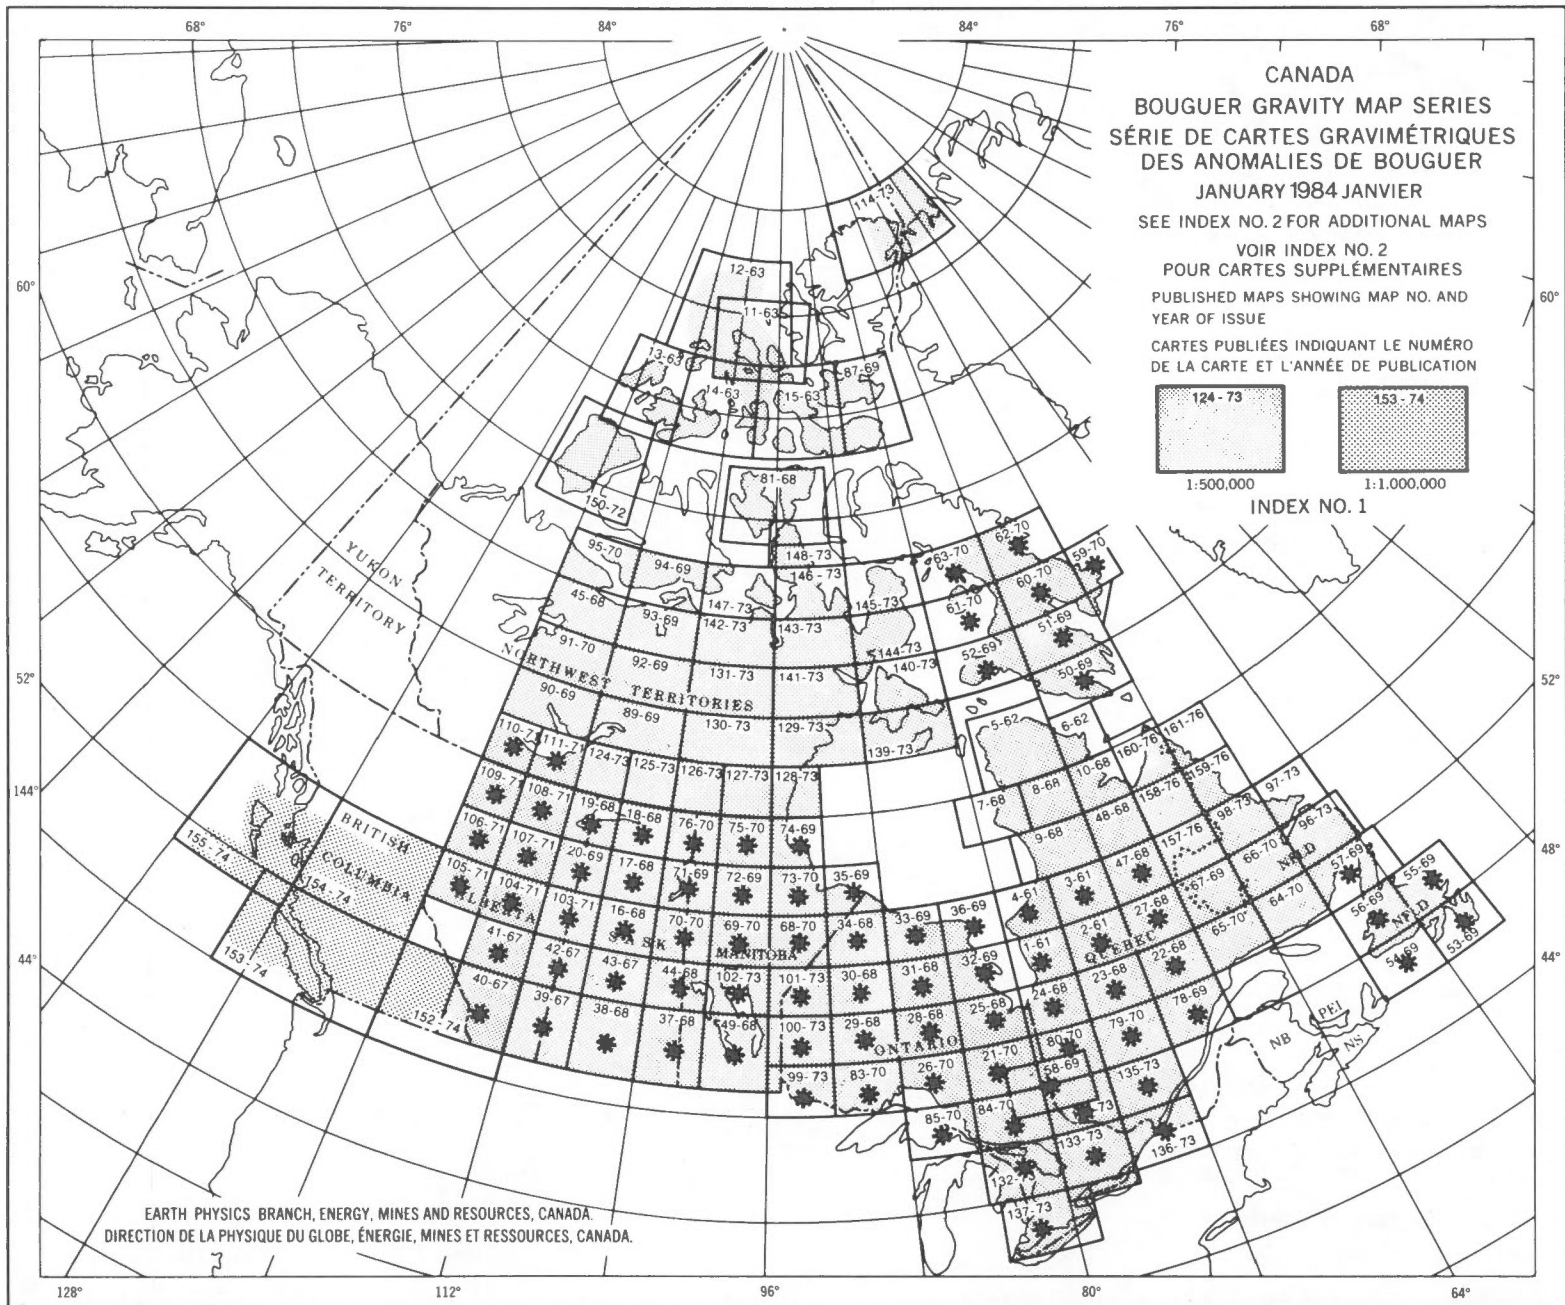 68° 76° 84° 84° 76° 68°
CANADA
BOUGUER GRAVITY MAP SERIES
SÉRIE DE CARTES GRAVIMÉTRIQUES
DES ANOMALIES DE BOUGUER
JANUARY 1984 JANVIER
SEE INDEX NO. 2 FOR ADDITIONAL MAPS
VOIR INDEX NO. 2
POUR CARTES SUPPLÉMENTAIRES
PUBLISHED MAPS SHOWING MAP NO. AND
YEAR OF ISSUE
CARTES PUBLIÉES INDIQUANT LE NUMÉRO
DE LA CARTE ET L'ANNÉE DE PUBLICATION
124-73 153-74
1:500,000 1:1,000,000
INDEX NO. 1
114-73
12-63
60° 60°
11-63
13-63 14-63 15-63 87-69
81-68
150-72
YUKON
TERRITORY
95-70 94-69 148-73 63-70 62-70 59-70
147-73 146-73 145-73 61-70 60-70
45-68 93-69 142-73 143-73 144-73 52-69 51-69
91-70 92-69 131-73 141-73 140-73 50-69
NORTHWEST TERRITORIES
52° 52°
90-69 89-69 130-73 129-73 139-73 5-62 6-62
110-71 111-71 124-73 125-73 126-73 127-73 128-73
7-68 8-68 10-68 160-76 161-76
9-68 48-68 158-76 159-76
144°
109-71 108-71 19-68 18-68 76-70 75-70 74-69
47-68 157-76 98-73 97-73
BRITISH
COLUMBIA
106-71 107-71 20-69 17-68 71-69 72-69 73-70 35-69
4-61 3-61 27-68 67-69 66-70 NFLD 96-73
48°
155-74 154-74
105-71 104-71 103-71 16-68 70-70 69-70 68-70 34-68 33-69 36-69
ALBERTA SASK MANITOBA
1-61 2-61 QUEBEC 65-70 64-70 57-69 55-69
56-69 NFLD 53-69 54-69
44° 44°
153-74 152-74
41-67 42-67 43-67 44-68 102-73 101-73 30-68 31-68 32-69
24-68 23-68 22-68
40-67 39-67 38-68 37-68 49-68 100-73 29-68 28-68 25-68
ONTARIO
80-70 79-70 78-69
NB PEI NS
99-73 83-70 26-70 21-70 58-69 135-73
85-70 84-70 133-73 136-73
137-73
EARTH PHYSICS BRANCH, ENERGY, MINES AND RESOURCES, CANADA.
DIRECTION DE LA PHYSIQUE DU GLOBE, ÉNERGIE, MINES ET RESSOURCES, CANADA.
128° 112° 96° 80° 64°